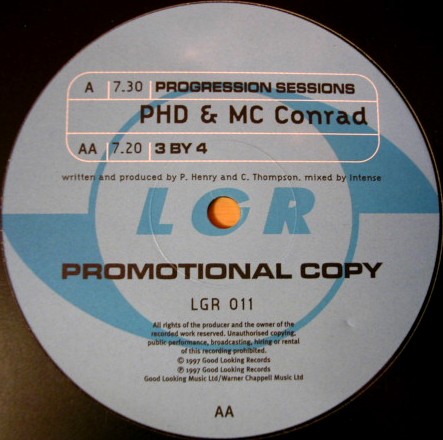 A 7.30 PROGRESSION SESSIONS
PHD & MC Conrad
AA 7.20 3 BY 4
written and produced by P. Henry and C. Thompson, mixed by Intense
LGR
PROMOTIONAL COPY
LGR 011
All rights of the producer and the owner of the
recorded work reserved. Unauthorised copying,
public performance, broadcasting, hiring or rental
of this recording prohibited.
© 1997 Good Looking Records
℗ 1997 Good Looking Records
Good Looking Music Ltd/Warner Chappell Music Ltd
AA